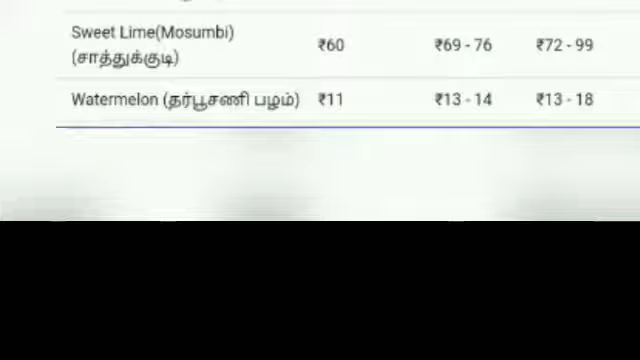 Sweet Lime(Mosumbi)
(சாத்துக்குடி) ₹60 ₹69 - 76 ₹72 - 99
Watermelon (தர்பூசணி பழம்) ₹11 ₹13 - 14 ₹13 - 18